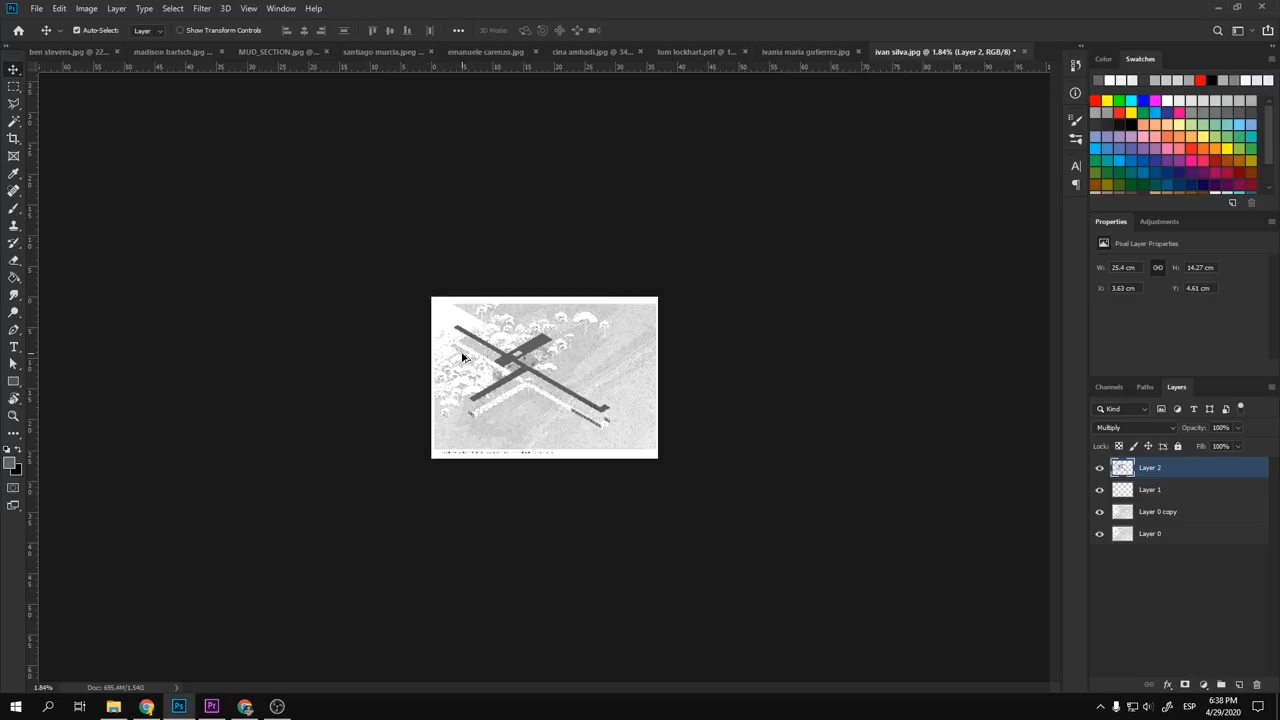 File Edit Image Layer Type Select Filter 3D View Window Help
Auto-Select: Layer Show Transform Controls 3D Mode:
ben stevens.jpg @ 22... madison bartsch.jpg ... MUD_SECTION.jpg @... santiago murcia.jpeg ... emanuele carenzo.jpg ... cina amhadi.jpg @ 34... tom lockhart.pdf @ 1... ivania maria gutierrez.jpg ivan silva.jpg @ 1.84% (Layer 2, RGB/8) *
Color Swatches
Properties Adjustments
Pixel Layer Properties
W: 25.4 cm H: 14.27 cm
X: 3.63 cm Y: 4.61 cm
Channels Paths Layers
Kind
Multiply Opacity: 100%
Lock: Fill: 100%
Layer 2
Layer 1
Layer 0 copy
Layer 0
1.84% Doc: 695.4M/1.54G
ESP
6:38 PM
4/29/2020